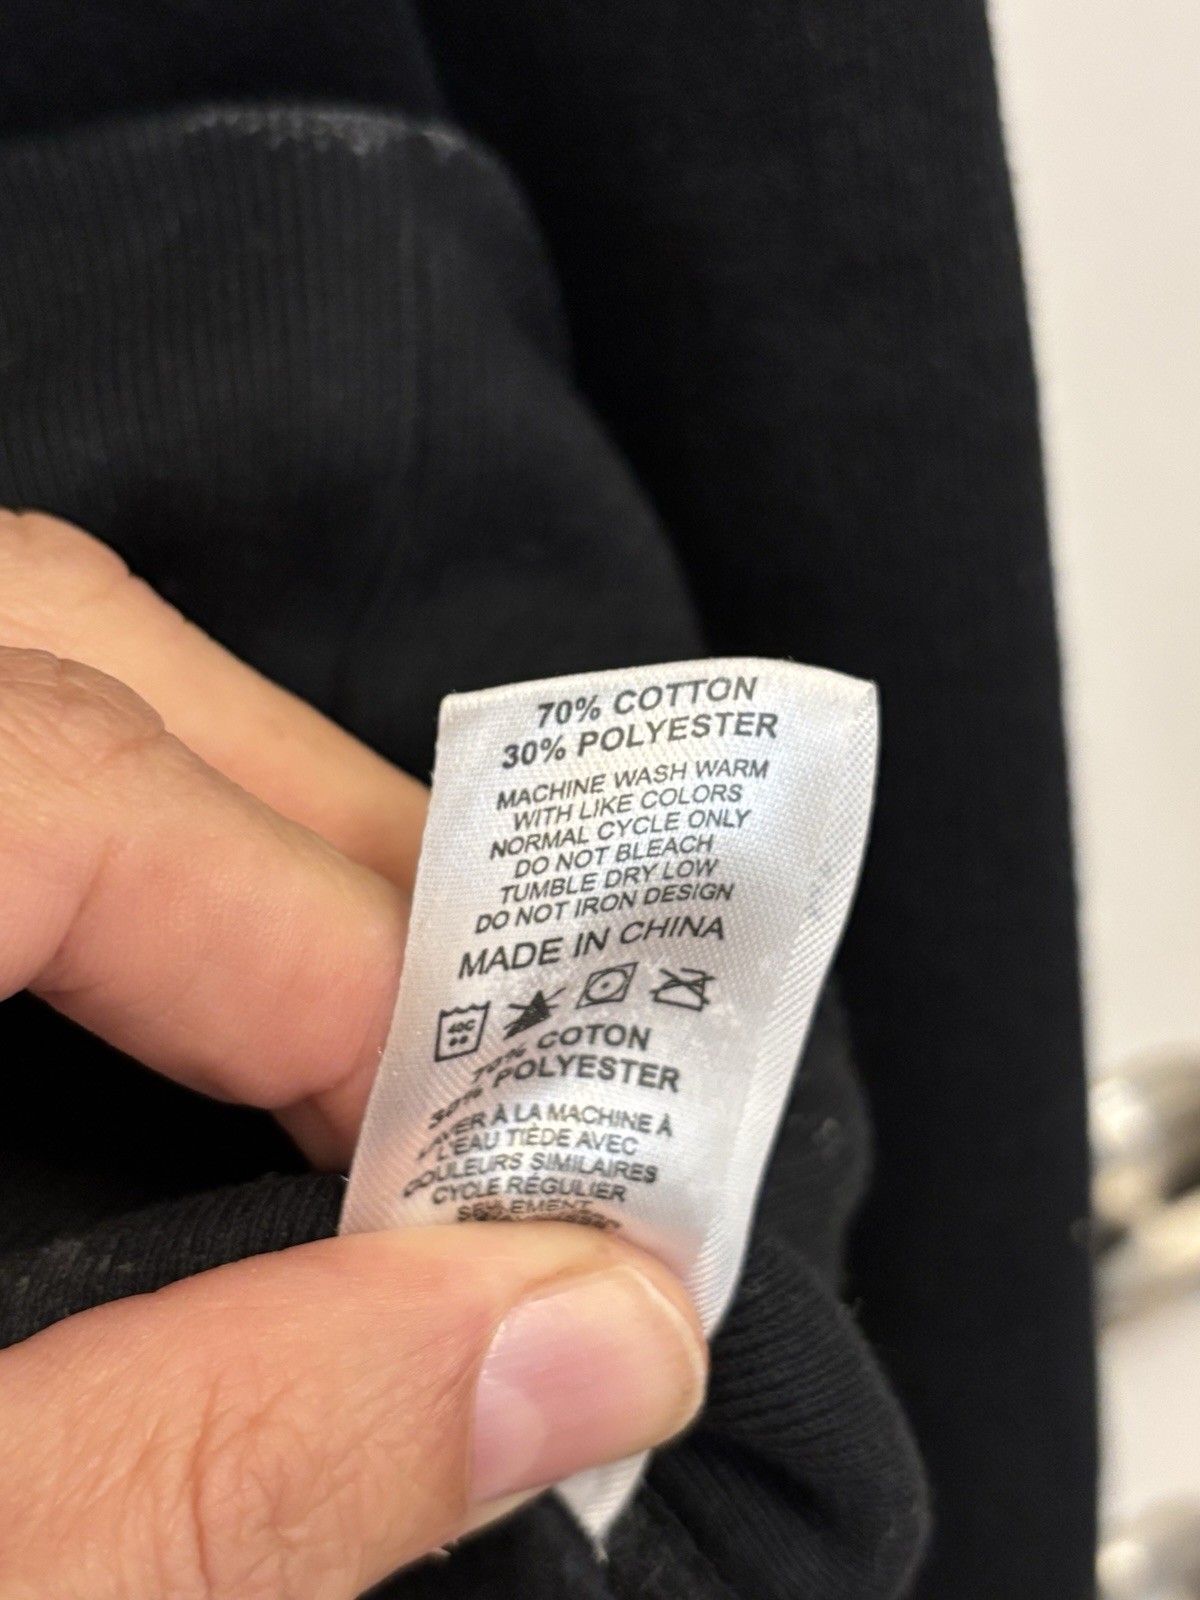 70% COTTON
30% POLYESTER
MACHINE WASH WARM
WITH LIKE COLORS
NORMAL CYCLE ONLY
DO NOT BLEACH
TUMBLE DRY LOW
DO NOT IRON DESIGN
MADE IN CHINA
40C
70% COTON
30% POLYESTER
À LA MACHINE À
L'EAU TIÈDE AVEC
COULEURS SIMILAIRES
CYCLE RÉGULIER
SEULEMENT